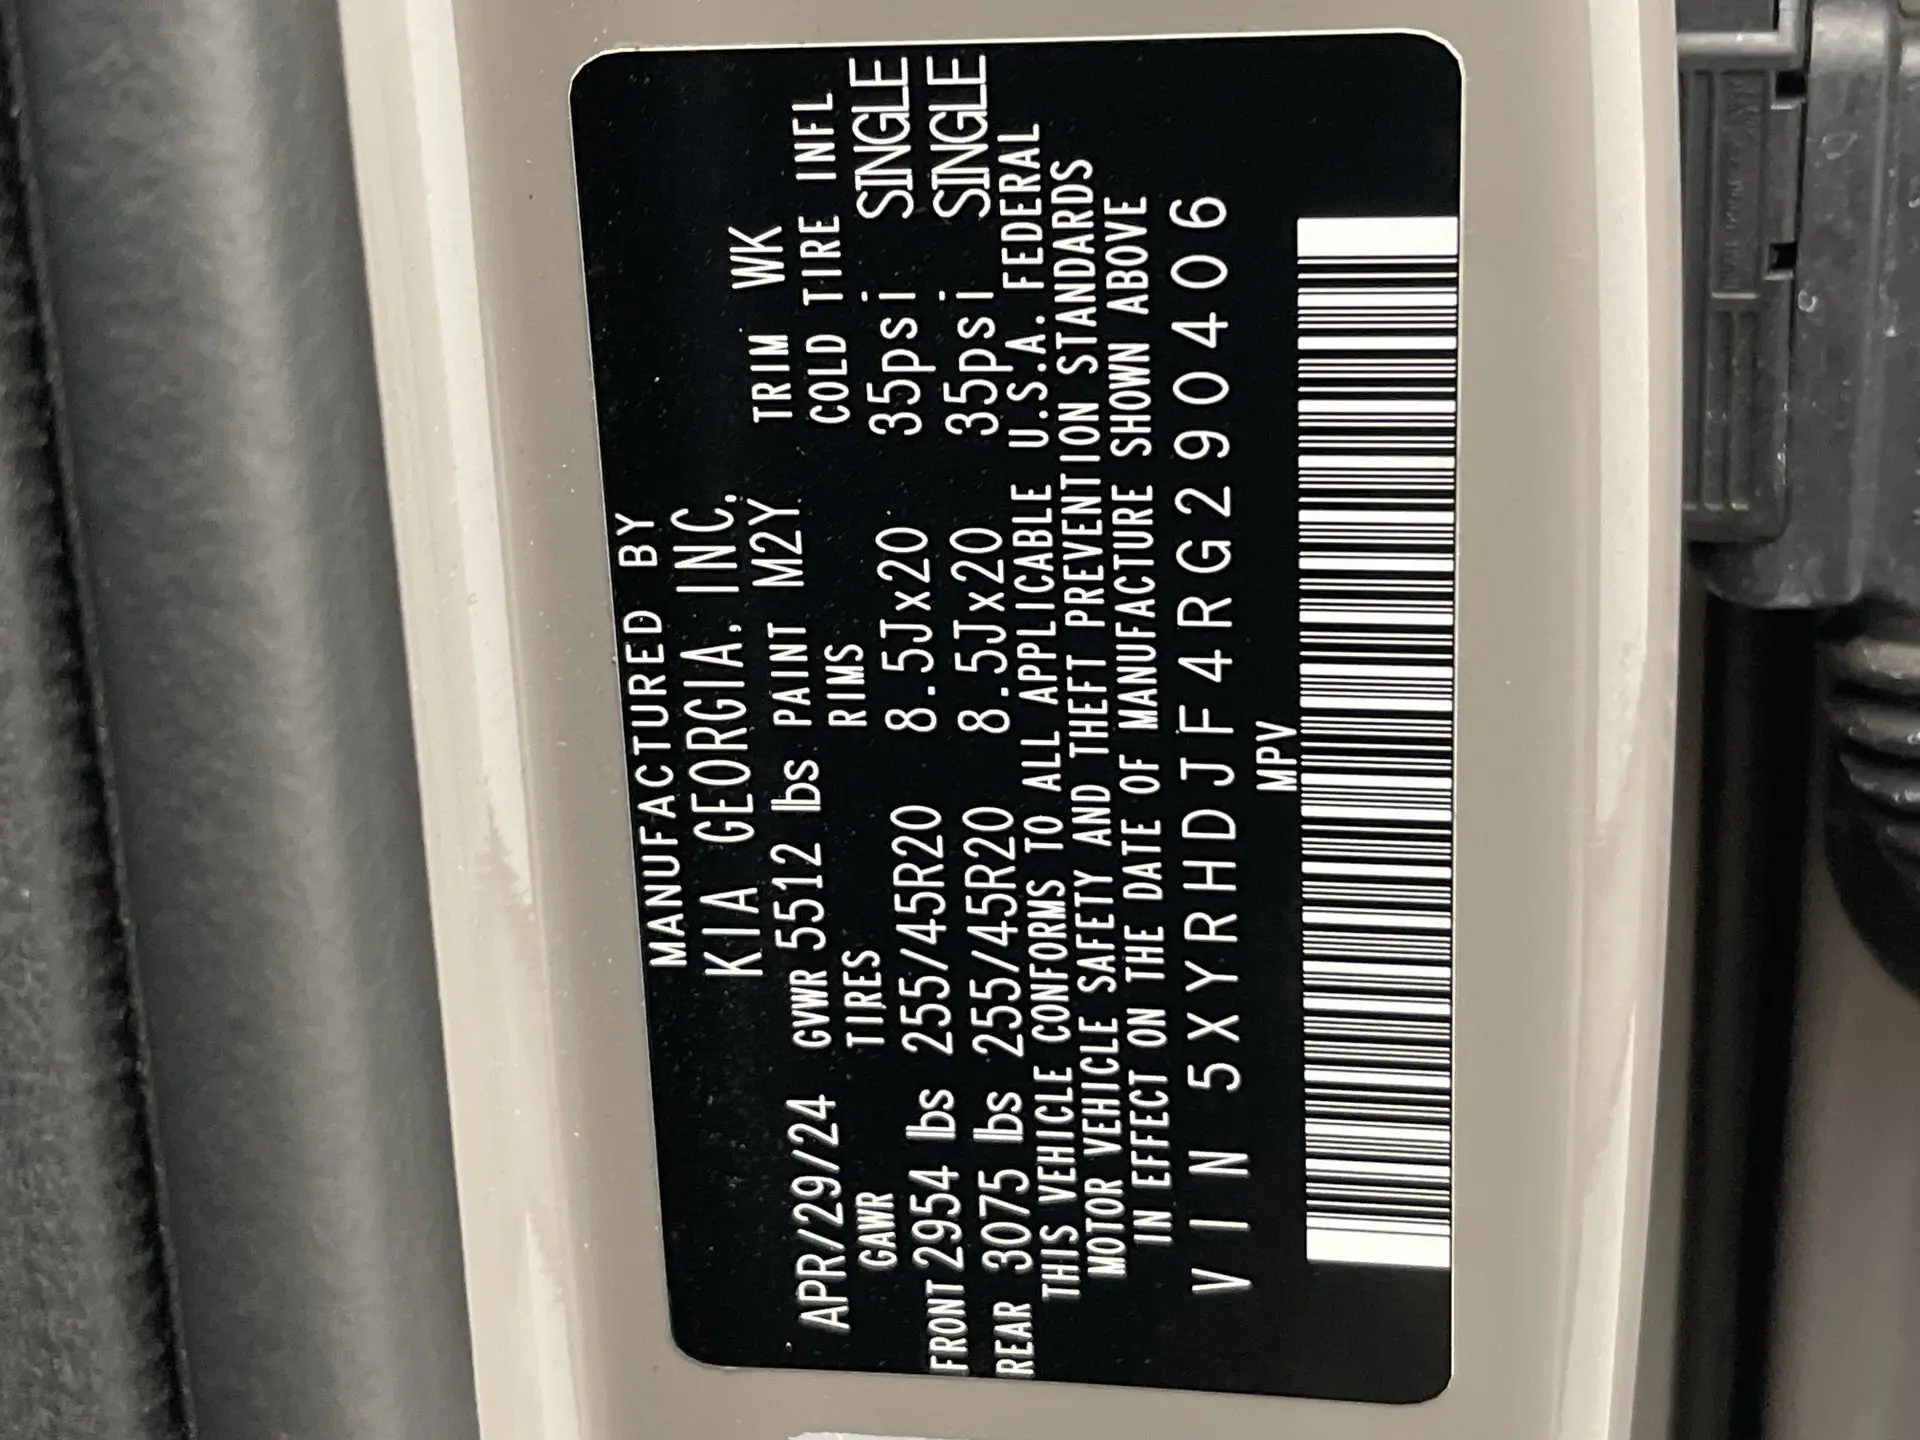 MANUFACTURED BY
KIA GEORGIA, INC.
APR/29/24 GVWR 5512 lbs PAINT M2Y TRIM WK
GAWR TIRES RIMS COLD TIRE INFL
FRONT 2954 lbs 255/45R20 8.5Jx20 35psi SINGLE
REAR 3075 lbs 255/45R20 8.5Jx20 35psi SINGLE
THIS VEHICLE CONFORMS TO ALL APPLICABLE U.S.A. FEDERAL
MOTOR VEHICLE SAFETY AND THEFT PREVENTION STANDARDS
IN EFFECT ON THE DATE OF MANUFACTURE SHOWN ABOVE
VIN 5XYRHDJF4RG290406
MPV